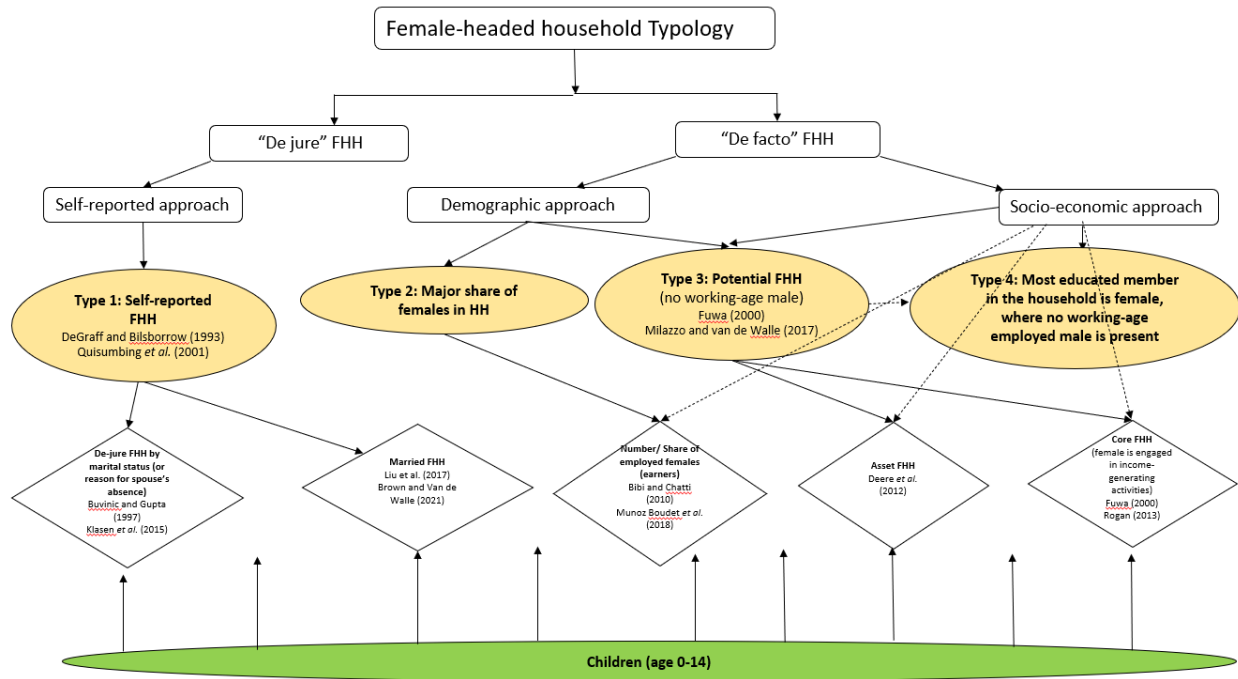 Female-headed household Typology
“De jure” FHH
“De facto” FHH
Self-reported approach
Demographic approach
Socio-economic approach
Type 1: Self-reported
FHH
DeGraff and Bilsborrow (1993)
Quisumbing et al. (2001)
Type 2: Major share of
females in HH
Type 3: Potential FHH
(no working-age male)
Fuwa (2000)
Milazzo and van de Walle (2017)
Type 4: Most educated member
in the household is female,
where no working-age
employed male is present
De-jure FHH by
marital status (or
reason for spouse’s
absence)
Buvinic and Gupta
(1997)
Klasen et al. (2015)
Married FHH
Liu et al. (2017)
Brown and Van de
Walle (2021)
Number/ Share of
employed females
(earners)
Bibi and Chatti
(2010)
Munoz Boudet et al.
(2018)
Asset FHH
Deere et al.
(2012)
Core FHH
(female is engaged
in income-
generating
activities)
Fuwa (2000)
Rogan (2013)
Children (age 0-14)